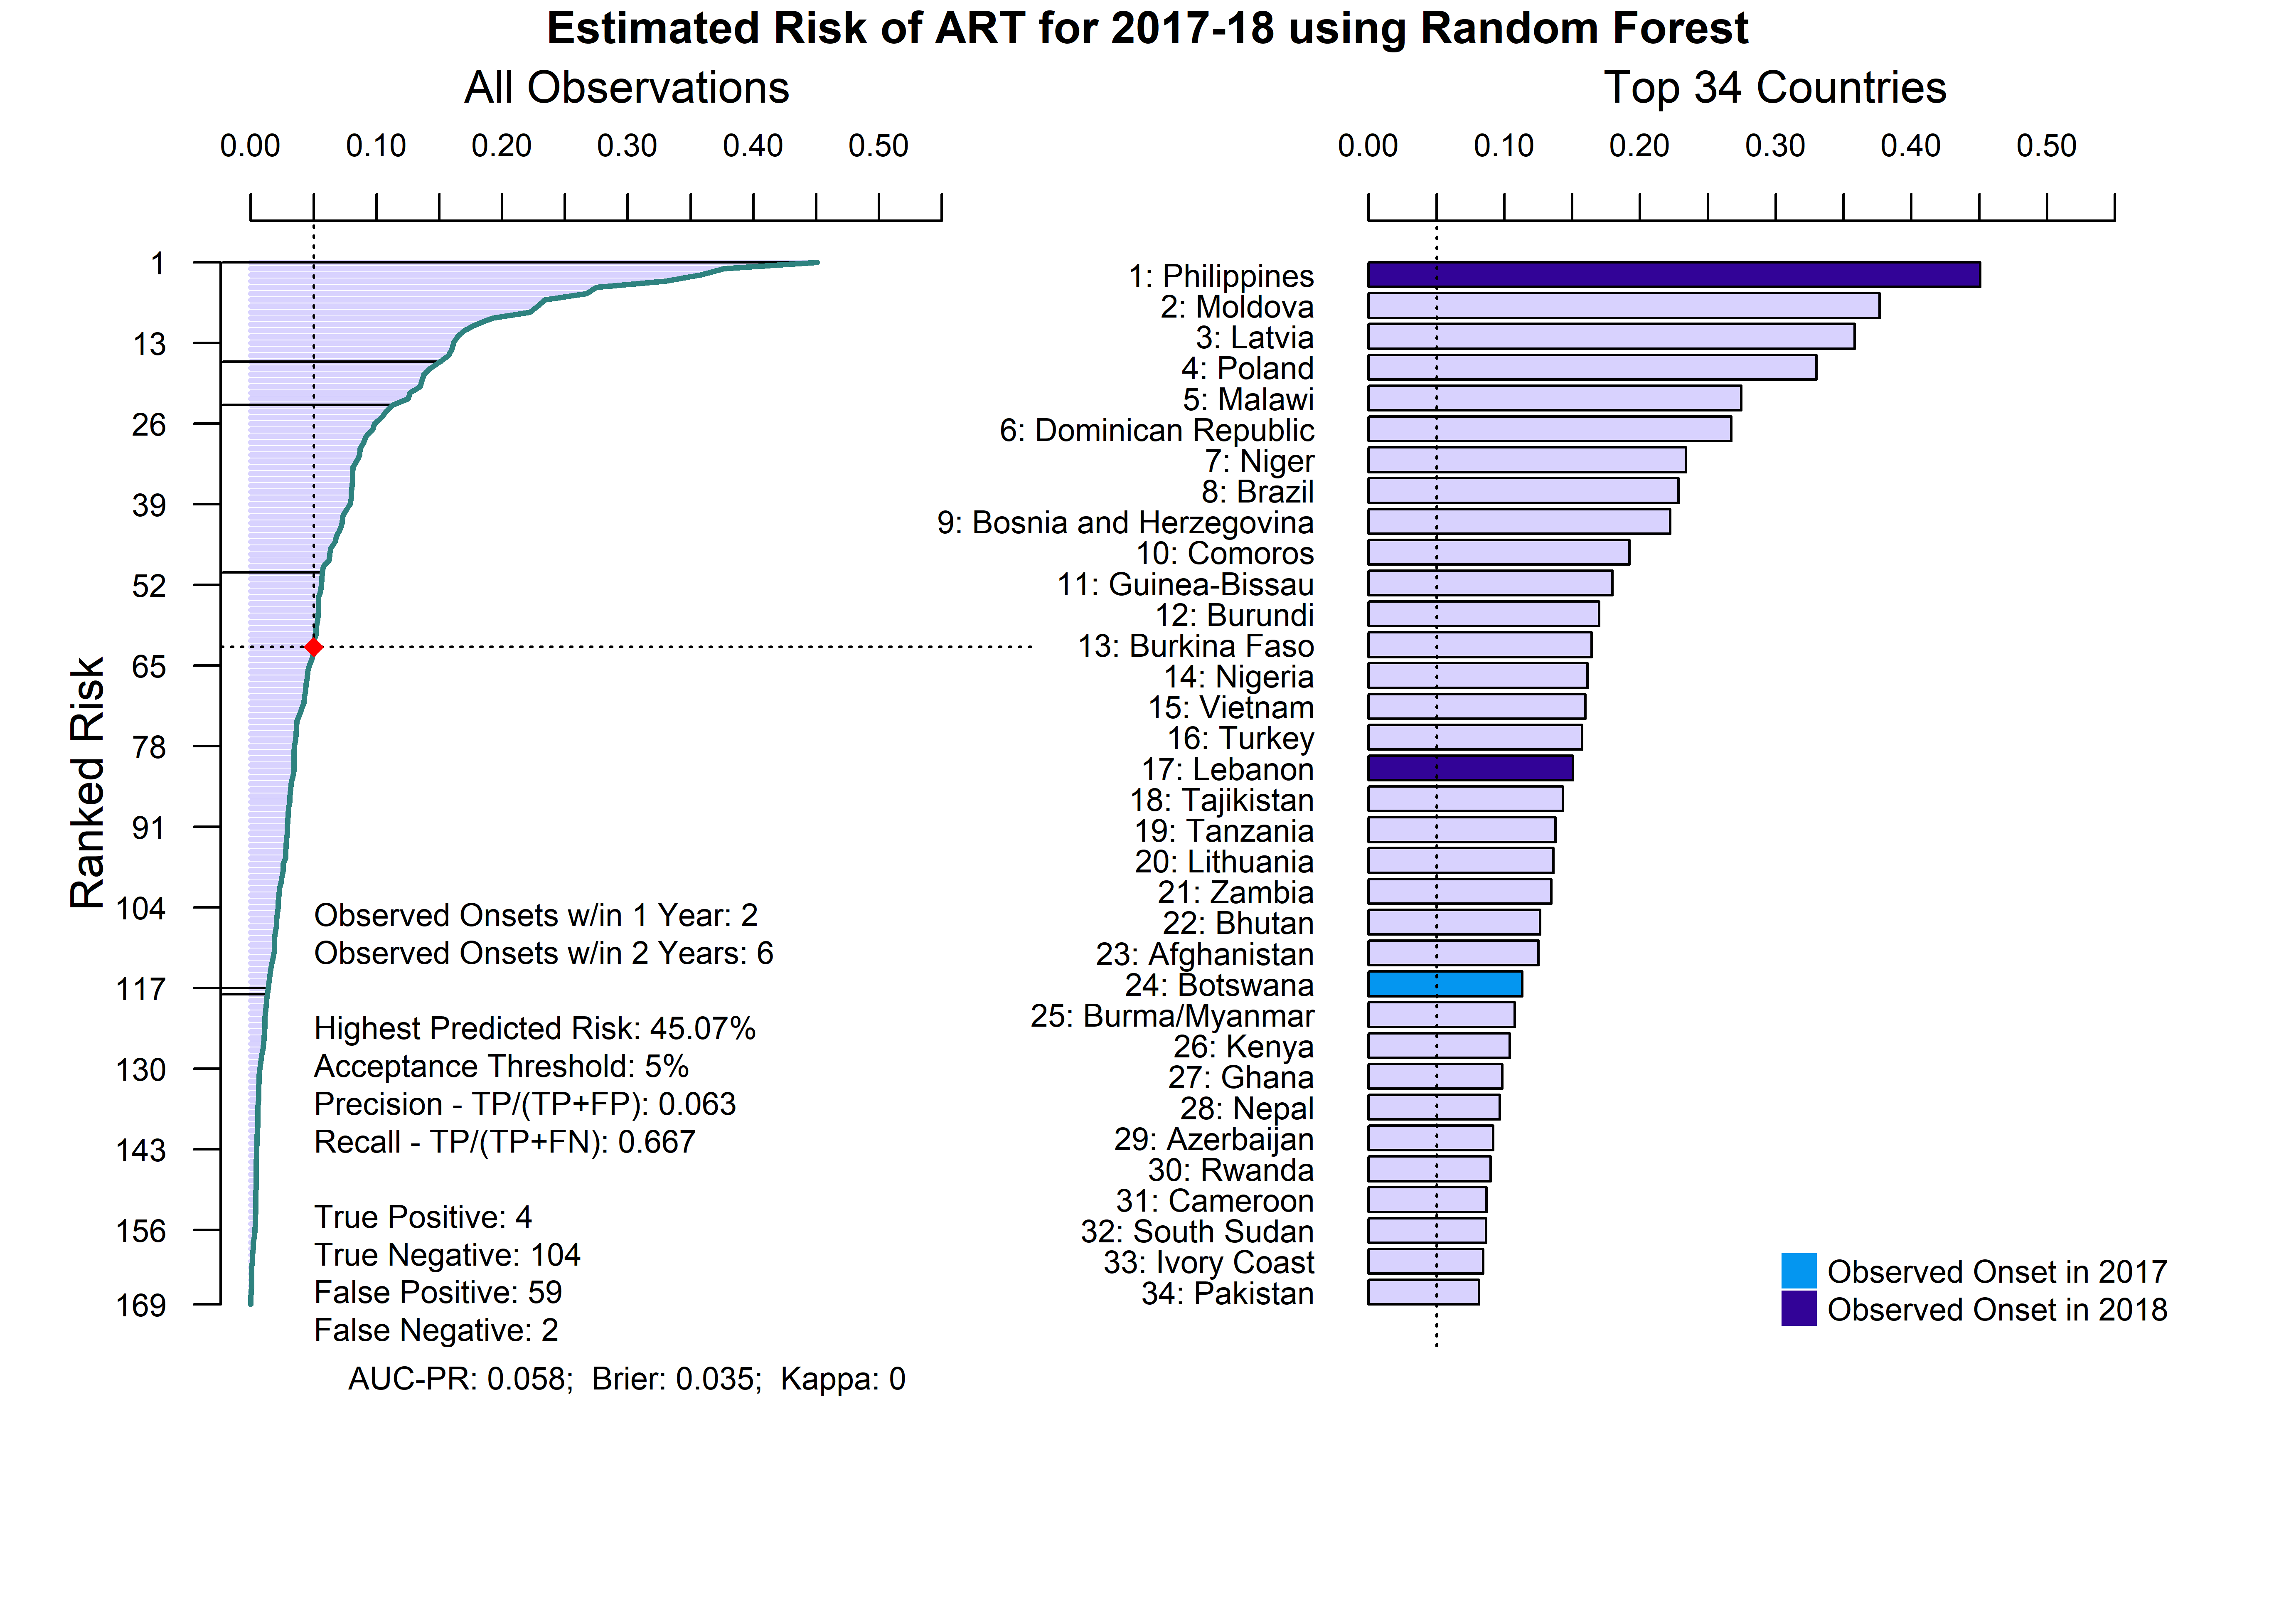 Estimated Risk of ART for 2017-18 using Random Forest
All Observations
0.00 0.10 0.20 0.30 0.40 0.50
Ranked Risk
1
13
26
39
52
65
78
91
104
117
130
143
156
169
Observed Onsets w/in 1 Year: 2
Observed Onsets w/in 2 Years: 6
Highest Predicted Risk: 45.07%
Acceptance Threshold: 5%
Precision - TP/(TP+FP): 0.063
Recall - TP/(TP+FN): 0.667
True Positive: 4
True Negative: 104
False Positive: 59
False Negative: 2
AUC-PR: 0.058; Brier: 0.035; Kappa: 0
Top 34 Countries
0.00 0.10 0.20 0.30 0.40 0.50
1: Philippines
2: Moldova
3: Latvia
4: Poland
5: Malawi
6: Dominican Republic
7: Niger
8: Brazil
9: Bosnia and Herzegovina
10: Comoros
11: Guinea-Bissau
12: Burundi
13: Burkina Faso
14: Nigeria
15: Vietnam
16: Turkey
17: Lebanon
18: Tajikistan
19: Tanzania
20: Lithuania
21: Zambia
22: Bhutan
23: Afghanistan
24: Botswana
25: Burma/Myanmar
26: Kenya
27: Ghana
28: Nepal
29: Azerbaijan
30: Rwanda
31: Cameroon
32: South Sudan
33: Ivory Coast
34: Pakistan
Observed Onset in 2017
Observed Onset in 2018